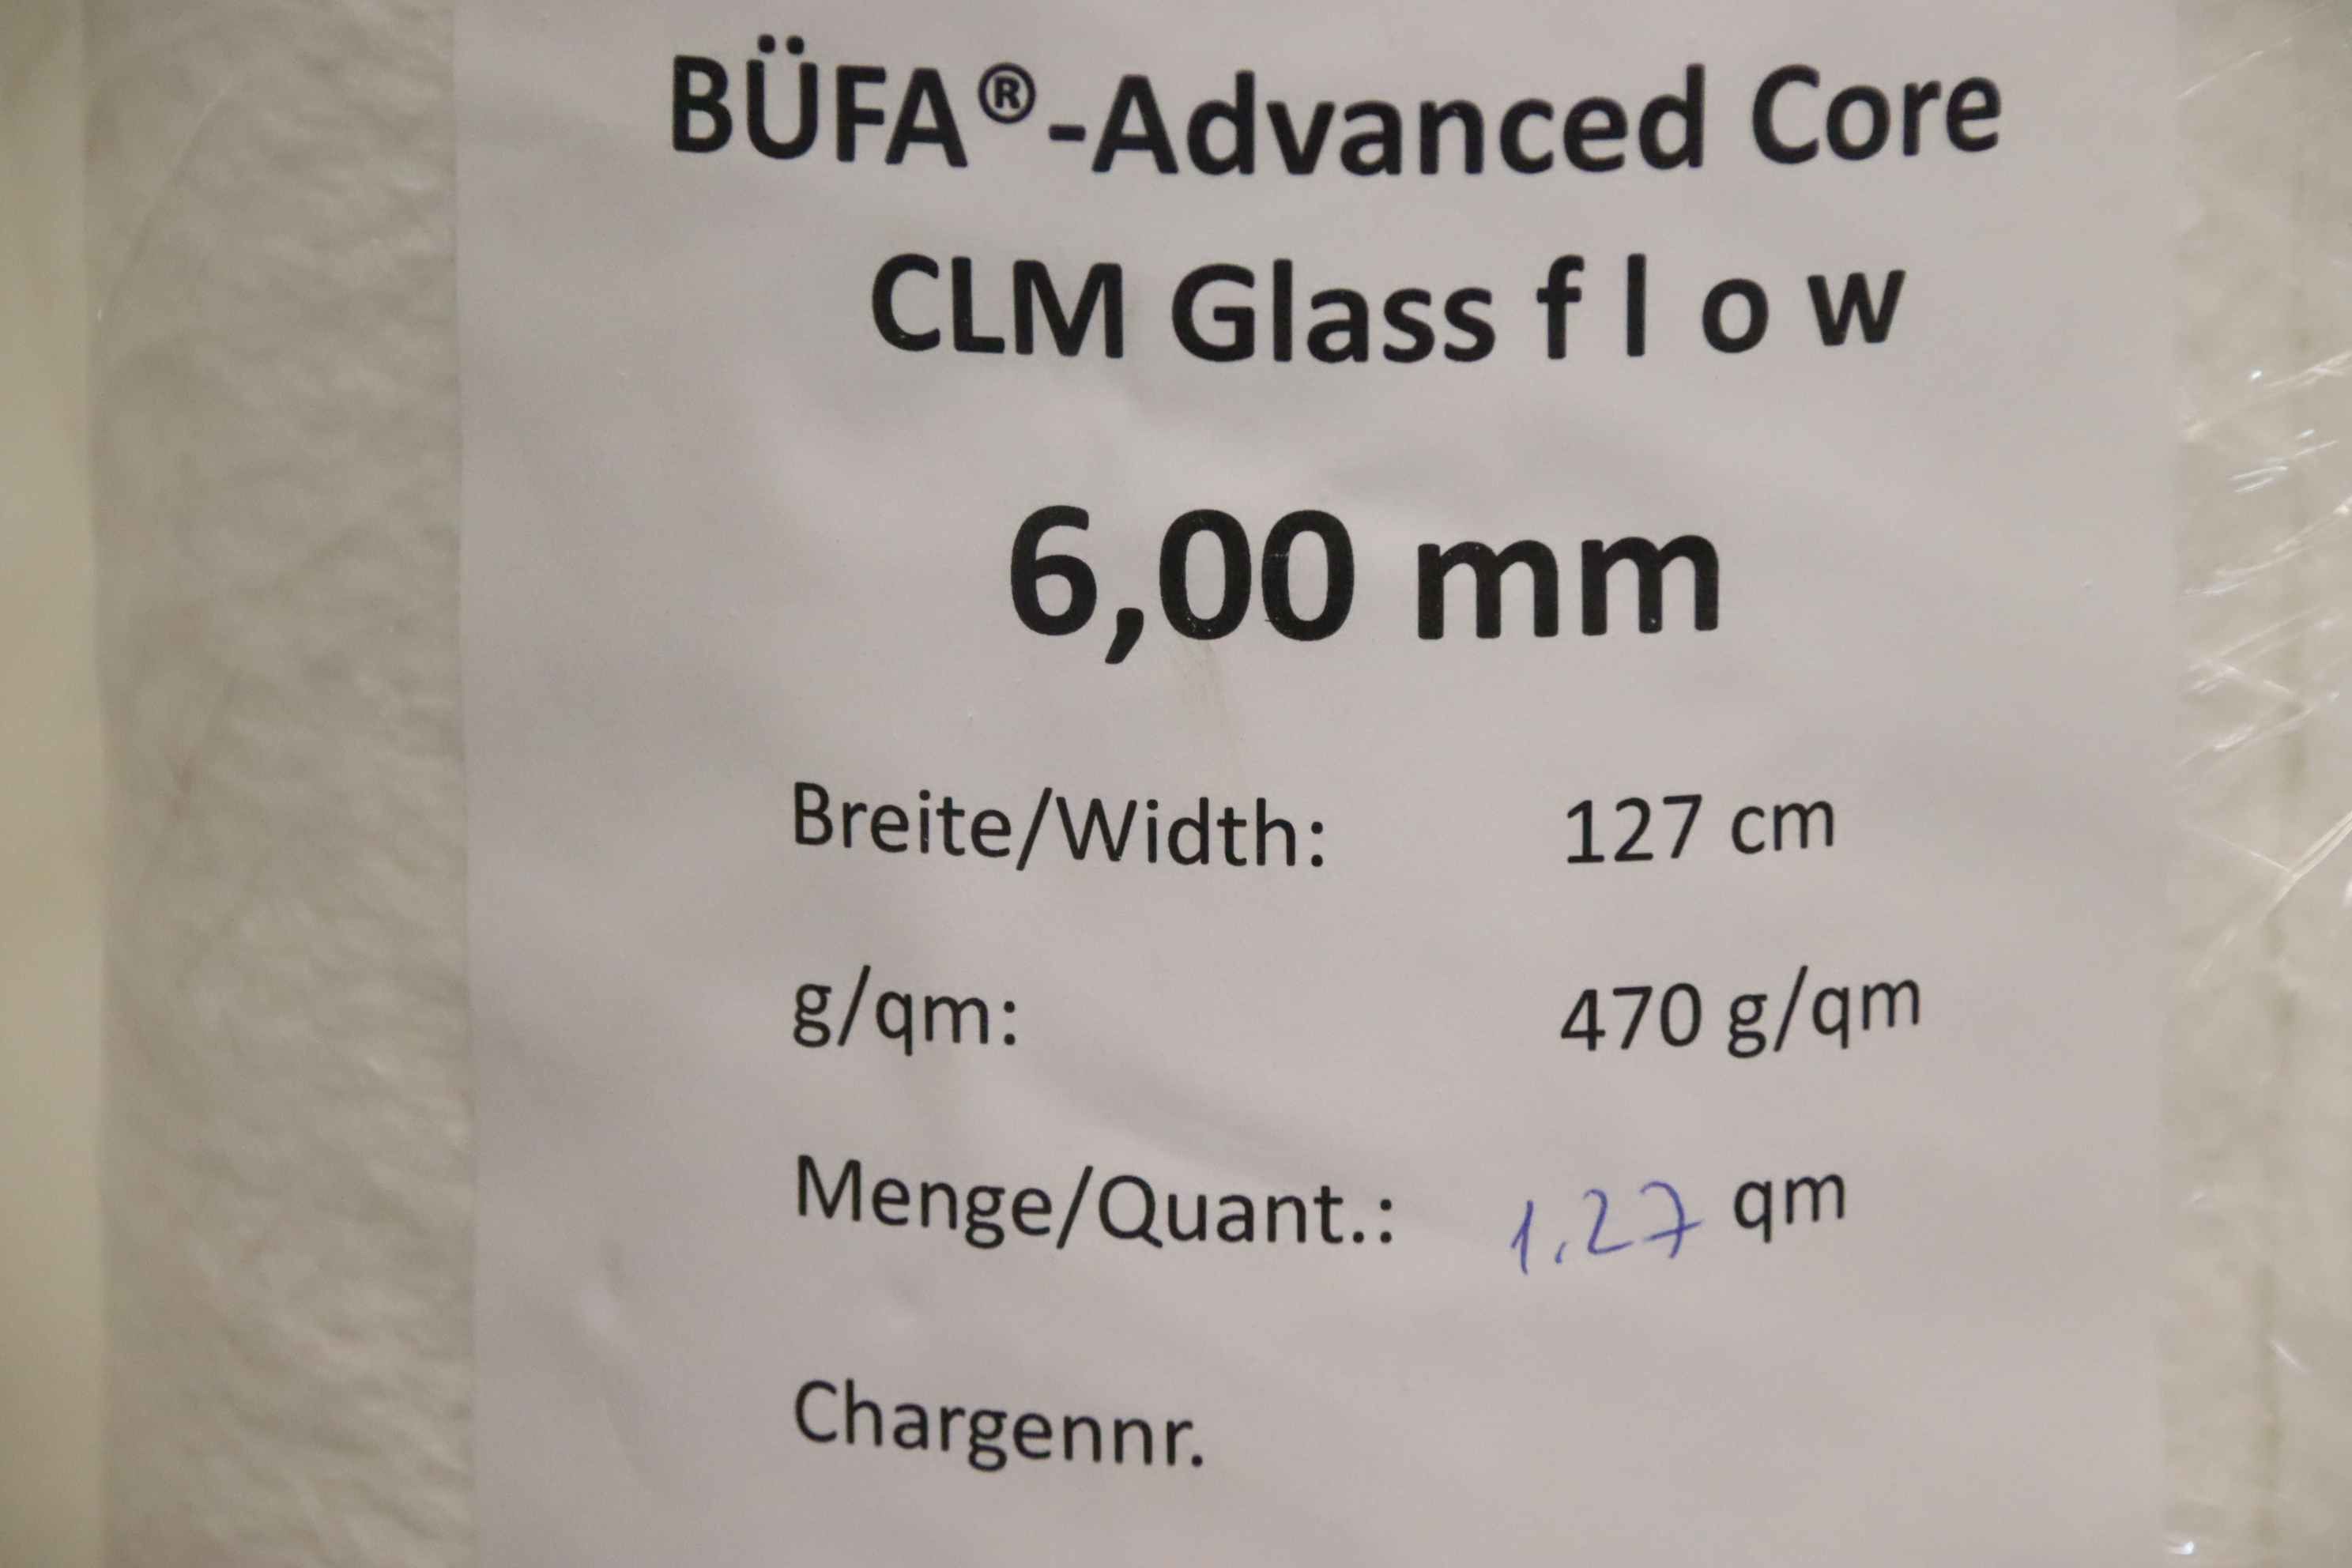 BÜFA®-Advanced Core
CLM Glass f l o w
6,00 mm
Breite/Width: 127 cm
g/qm: 470 g/qm
Menge/Quant.: 1.27 qm
Chargennr.